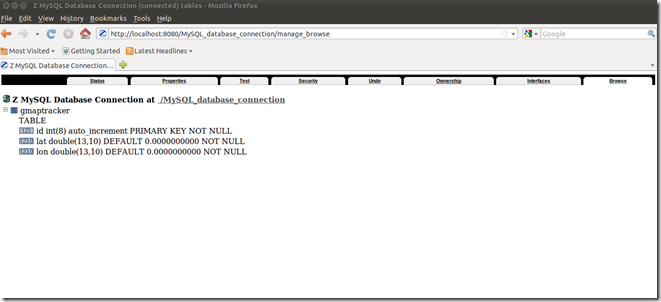 Z MySQL Database Connection (connected) tables - Mozilla Firefox
File Edit View History Bookmarks Tools Help
http://localhost:8080/MySQL_database_connection/manage_browse Google
Most Visited Getting Started Latest Headlines
Z MySQL Database Connection...
Status Properties Test Security Undo Ownership Interfaces Browse
Z MySQL Database Connection at /MySQL_database_connection
gmaptracker
TABLE
id int(8) auto_increment PRIMARY KEY NOT NULL
lat double(13,10) DEFAULT 0.0000000000 NOT NULL
lon double(13,10) DEFAULT 0.0000000000 NOT NULL